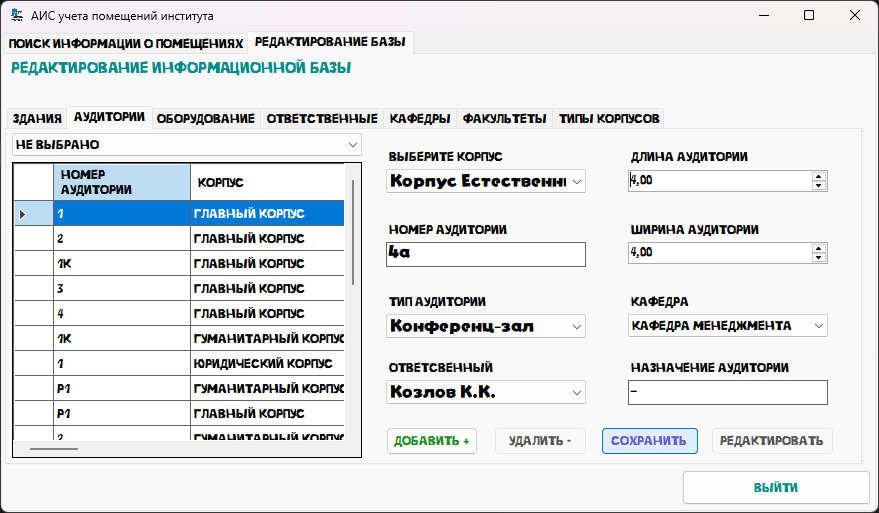 АИС учета помещений института
ПОИСК ИНФОРМАЦИИ О ПОМЕЩЕНИЯХ РЕДАКТИРОВАНИЕ БАЗЫ
РЕДАКТИРОВАНИЕ ИНФОРМАЦИОННОЙ БАЗЫ
ЗДАНИЯ АУДИТОРИИ ОБОРУДОВАНИЕ ОТВЕТСТВЕННЫЕ КАФЕДРЫ ФАКУЛЬТЕТЫ ТИПЫ КОРПУСОВ
НЕ ВЫБРАНО
НОМЕР
АУДИТОРИИ
КОРПУС
1 ГЛАВНЫЙ КОРПУС
2 ГЛАВНЫЙ КОРПУС
1К ГЛАВНЫЙ КОРПУС
3 ГЛАВНЫЙ КОРПУС
4 ГЛАВНЫЙ КОРПУС
1К ГУМАНИТАРНЫЙ КОРПУС
1 ЮРИДИЧЕСКИЙ КОРПУС
Р1 ГУМАНИТАРНЫЙ КОРПУС
Р1 ГЛАВНЫЙ КОРПУС
2 ГУМАНИТАРНЫЙ КОРПУС
ВЫБЕРИТЕ КОРПУС
Корпус Естественны
НОМЕР АУДИТОРИИ
4а
ТИП АУДИТОРИИ
Конференц-зал
ОТВЕТСВЕННЫЙ
Козлов К.К.
ДЛИНА АУДИТОРИИ
4,00
ШИРИНА АУДИТОРИИ
4,00
КАФЕДРА
КАФЕДРА МЕНЕДЖМЕНТА
НАЗНАЧЕНИЕ АУДИТОРИИ
-
ДОБАВИТЬ + УДАЛИТЬ - СОХРАНИТЬ РЕДАКТИРОВАТЬ
ВЫЙТИ